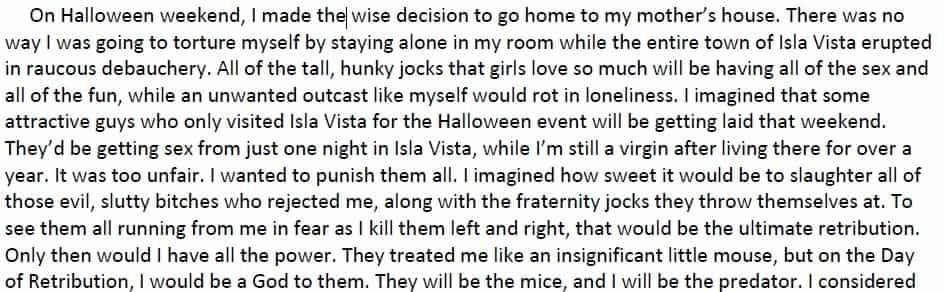 On Halloween weekend, I made the wise decision to go home to my mother's house. There was no
way I was going to torture myself by staying alone in my room while the entire town of Isla Vista erupted
in raucous debauchery. All of the tall, hunky jocks that girls love so much will be having all of the sex and
all of the fun, while an unwanted outcast like myself would rot in loneliness. I imagined that some
attractive guys who only visited Isla Vista for the Halloween event will be getting laid that weekend.
They'd be getting sex from just one night in Isla Vista, while I'm still a virgin after living there for over a
year. It was too unfair. I wanted to punish them all. I imagined how sweet it would be to slaughter all of
those evil, slutty bitches who rejected me, along with the fraternity jocks they throw themselves at. To
see them all running from me in fear as I kill them left and right, that would be the ultimate retribution.
Only then would I have all the power. They treated me like an insignificant little mouse, but on the Day
of Retribution, I would be a God to them. They will be the mice, and I will be the predator. I considered